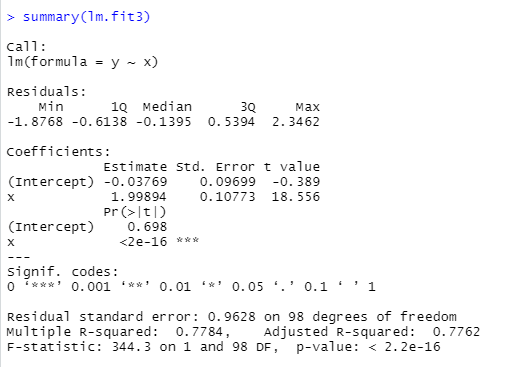 > summary(lm.fit3)
Call:
lm(formula = y ~ x)
Residuals:
Min 1Q Median 3Q Max
-1.8768 -0.6138 -0.1395 0.5394 2.3462
Coefficients:
Estimate Std. Error t value
(Intercept) -0.03769 0.09699 -0.389
x 1.99894 0.10773 18.556
Pr(>|t|)
(Intercept) 0.698
x <2e-16 ***
---
Signif. codes:
0 ‘***’ 0.001 ‘**’ 0.01 ‘*’ 0.05 ‘.’ 0.1 ‘ ’ 1
Residual standard error: 0.9628 on 98 degrees of freedom
Multiple R-squared: 0.7784, Adjusted R-squared: 0.7762
F-statistic: 344.3 on 1 and 98 DF, p-value: < 2.2e-16